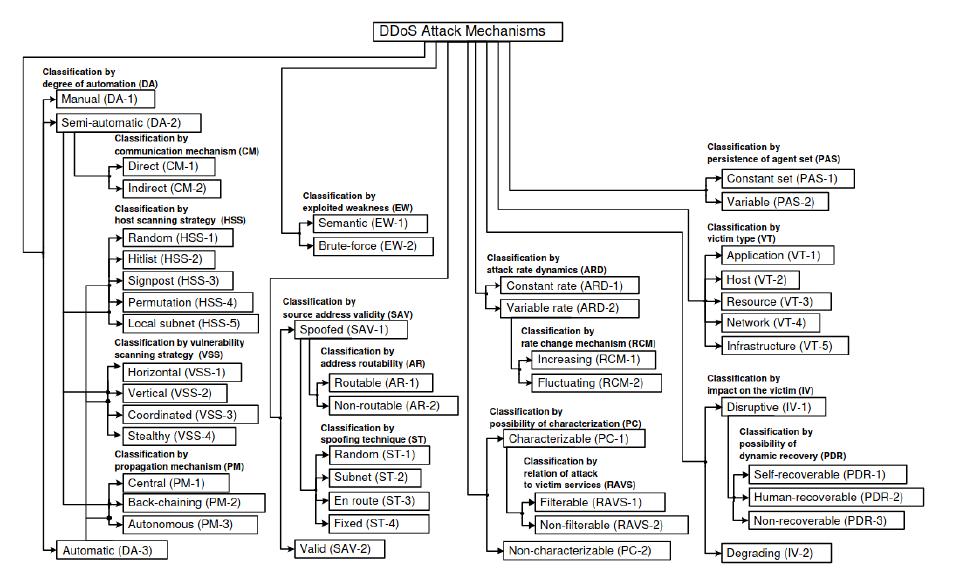 DDoS Attack Mechanisms
Classification by
degree of automation (DA)
Manual (DA-1)
Semi-automatic (DA-2)
Classification by
communication mechanism (CM)
Direct (CM-1)
Indirect (CM-2)
Classification by
host scanning strategy (HSS)
Random (HSS-1)
Hitlist (HSS-2)
Signpost (HSS-3)
Permutation (HSS-4)
Local subnet (HSS-5)
Classification by vulnerability
scanning strategy (VSS)
Horizontal (VSS-1)
Vertical (VSS-2)
Coordinated (VSS-3)
Stealthy (VSS-4)
Classification by
propagation mechanism (PM)
Central (PM-1)
Back-chaining (PM-2)
Autonomous (PM-3)
Automatic (DA-3)
Classification by
exploited weakness (EW)
Semantic (EW-1)
Brute-force (EW-2)
Classification by
source address validity (SAV)
Spoofed (SAV-1)
Classification by
address routability (AR)
Routable (AR-1)
Non-routable (AR-2)
Classification by
spoofing technique (ST)
Random (ST-1)
Subnet (ST-2)
En route (ST-3)
Fixed (ST-4)
Valid (SAV-2)
Classification by
attack rate dynamics (ARD)
Constant rate (ARD-1)
Variable rate (ARD-2)
Classification by
rate change mechanism (RCM)
Increasing (RCM-1)
Fluctuating (RCM-2)
Classification by
possibility of characterization (PC)
Characterizable (PC-1)
Classification by
relation of attack
to victim services (RAVS)
Filterable (RAVS-1)
Non-filterable (RAVS-2)
Non-characterizable (PC-2)
Classification by
persistence of agent set (PAS)
Constant set (PAS-1)
Variable (PAS-2)
Classification by
victim type (VT)
Application (VT-1)
Host (VT-2)
Resource (VT-3)
Network (VT-4)
Infrastructure (VT-5)
Classification by
impact on the victim (IV)
Disruptive (IV-1)
Classification by
possibility of
dynamic recovery (PDR)
Self-recoverable (PDR-1)
Human-recoverable (PDR-2)
Non-recoverable (PDR-3)
Degrading (IV-2)